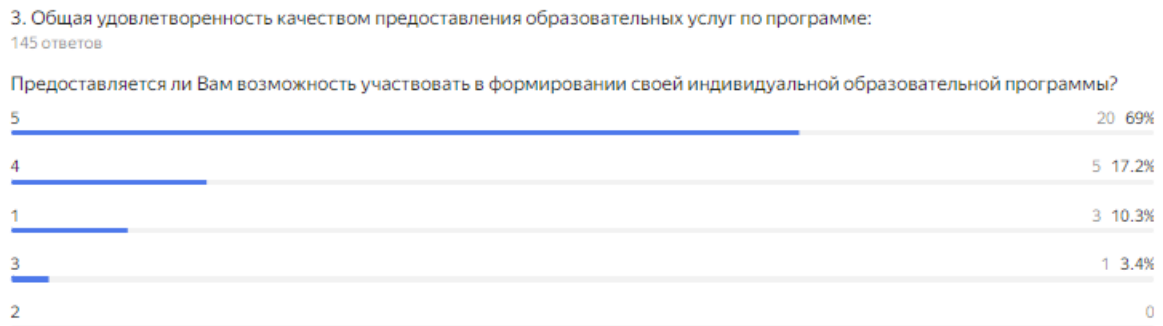 3. Общая удовлетворенность качеством предоставления образовательных услуг по программе:
145 ответов
Предоставляется ли Вам возможность участвовать в формировании своей индивидуальной образовательной программы?
5 20 69%
4 5 17.2%
1 3 10.3%
3 1 3.4%
2 0